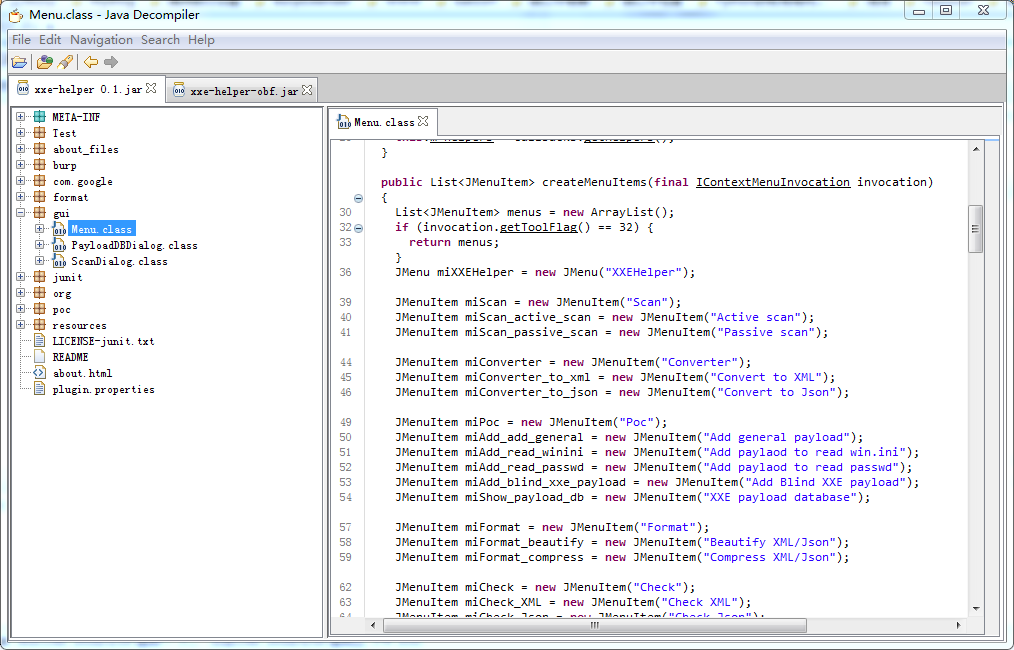 Menu.class - Java Decompiler
File Edit Navigation Search Help
xxe-helper 0.1.jar
xxe-helper-obf.jar
META-INF
Test
about_files
burp
com.google
format
gui
Menu.class
PayloadDBDialog.class
ScanDialog.class
junit
org
poc
resources
LICENSE-junit.txt
README
about.html
plugin.properties
Menu.class
}
public List<JMenuItem> createMenuItems(final IContextMenuInvocation invocation)
{
30 List<JMenuItem> menus = new ArrayList();
32 if (invocation.getToolFlag() == 32) {
33 return menus;
}
36 JMenu miXXEHelper = new JMenu("XXEHelper");
39 JMenuItem miScan = new JMenuItem("Scan");
40 JMenuItem miScan_active_scan = new JMenuItem("Active scan");
41 JMenuItem miScan_passive_scan = new JMenuItem("Passive scan");
44 JMenuItem miConverter = new JMenuItem("Converter");
45 JMenuItem miConverter_to_xml = new JMenuItem("Convert to XML");
46 JMenuItem miConverter_to_json = new JMenuItem("Convert to Json");
49 JMenuItem miPoc = new JMenuItem("Poc");
50 JMenuItem miAdd_add_general = new JMenuItem("Add general payload");
51 JMenuItem miAdd_read_winini = new JMenuItem("Add paylaod to read win.ini");
52 JMenuItem miAdd_read_passwd = new JMenuItem("Add paylaod to read passwd");
53 JMenuItem miAdd_blind_xxe_payload = new JMenuItem("Add Blind XXE payload");
54 JMenuItem miShow_payload_db = new JMenuItem("XXE payload database");
57 JMenuItem miFormat = new JMenuItem("Format");
58 JMenuItem miFormat_beautify = new JMenuItem("Beautify XML/Json");
59 JMenuItem miFormat_compress = new JMenuItem("Compress XML/Json");
62 JMenuItem miCheck = new JMenuItem("Check");
63 JMenuItem miCheck_XML = new JMenuItem("Check XML");
64 JMenuItem miCheck_Json = new JMenuItem("Check Json");